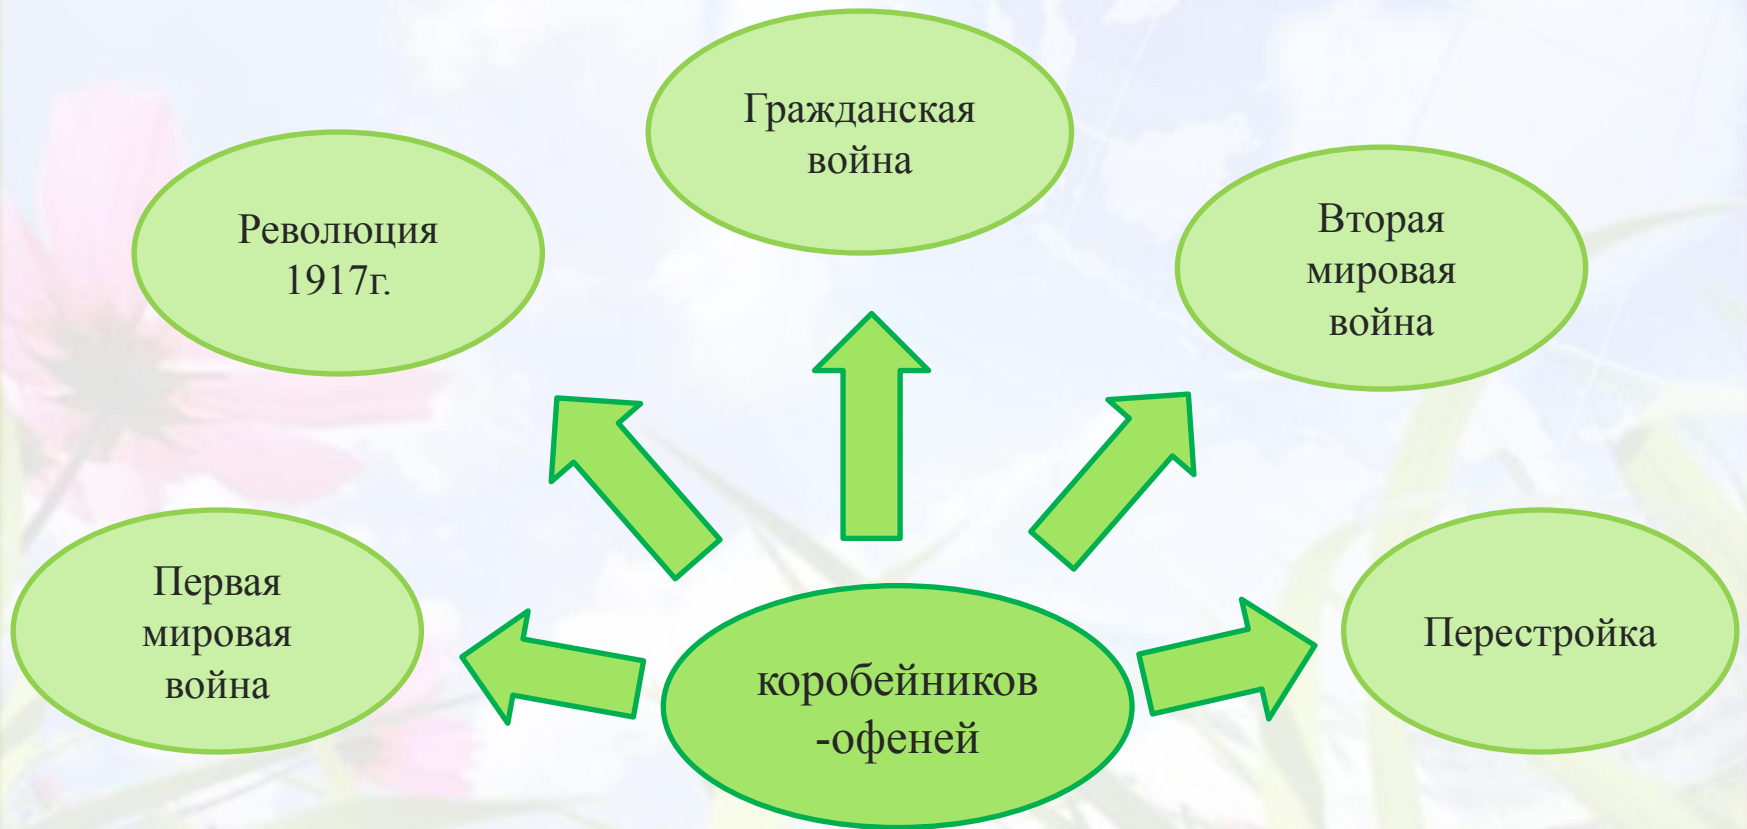 Гражданская
война
Революция
1917г.
Вторая
мировая
война
Первая
мировая
война
Перестройка
коробейников
-офеней